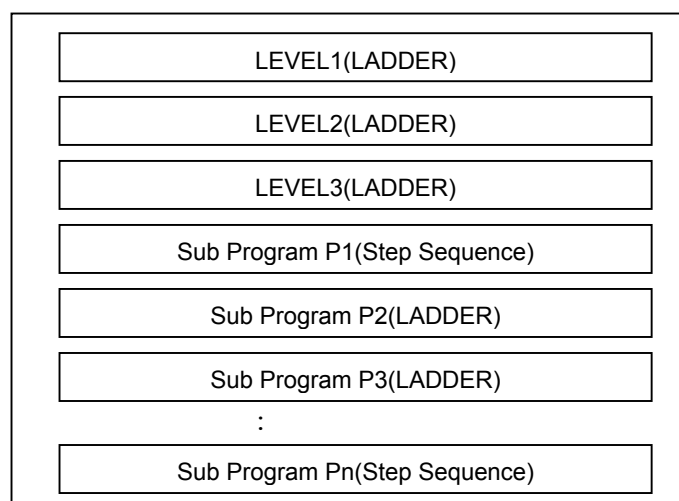 LEVEL1(LADDER)
LEVEL2(LADDER)
LEVEL3(LADDER)
Sub Program P1(Step Sequence)
Sub Program P2(LADDER)
Sub Program P3(LADDER)
:
Sub Program Pn(Step Sequence)